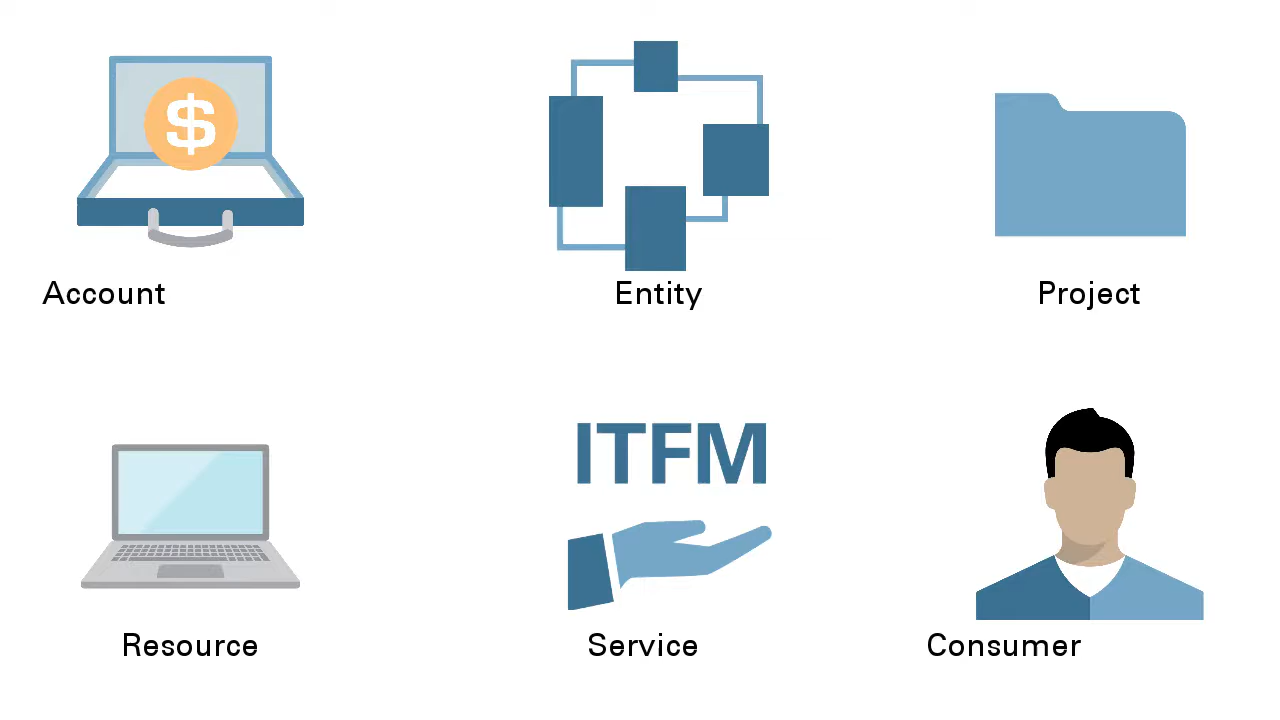 $
Account
Entity
Project
ITFM
Resource
Service
Consumer